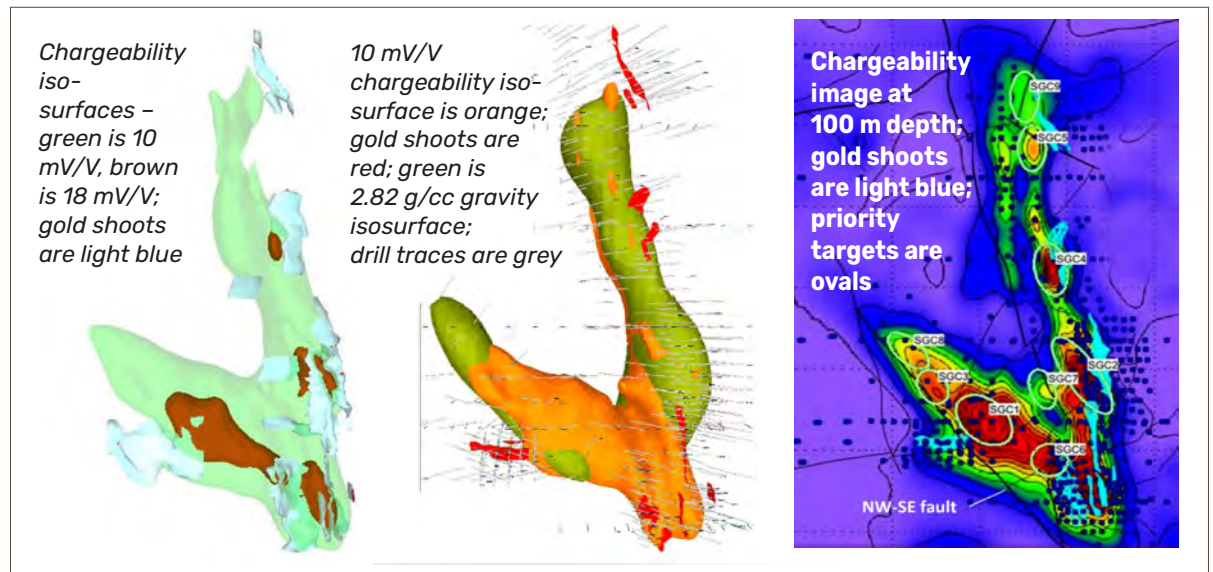 Chargeability
iso-
surfaces –
green is 10
mV/V, brown
is 18 mV/V;
gold shoots
are light blue
10 mV/V
chargeability iso-
surface is orange;
gold shoots are
red; green is
2.82 g/cc gravity
isosurface;
drill traces are grey
Chargeability
image at
100 m depth;
gold shoots
are light blue;
priority
targets are
ovals
SGC9
SGC5
SGC4
SGC8
SGC3
SGC2
SGC7
SGC1
SGC6
NW-SE fault